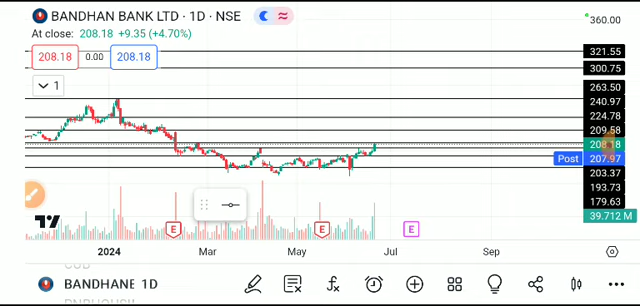 BANDHAN BANK LTD · 1D · NSE
At close: 208.18 +9.35 (+4.70%)
208.18 0.00 208.18
1
360.00
321.55
300.75
263.50
240.97
224.78
209.58
208.18
Post 207.97
203.37
193.73
179.63
39.712 M
E E E
2024 Mar May Jul Sep
BANDHANE 1D